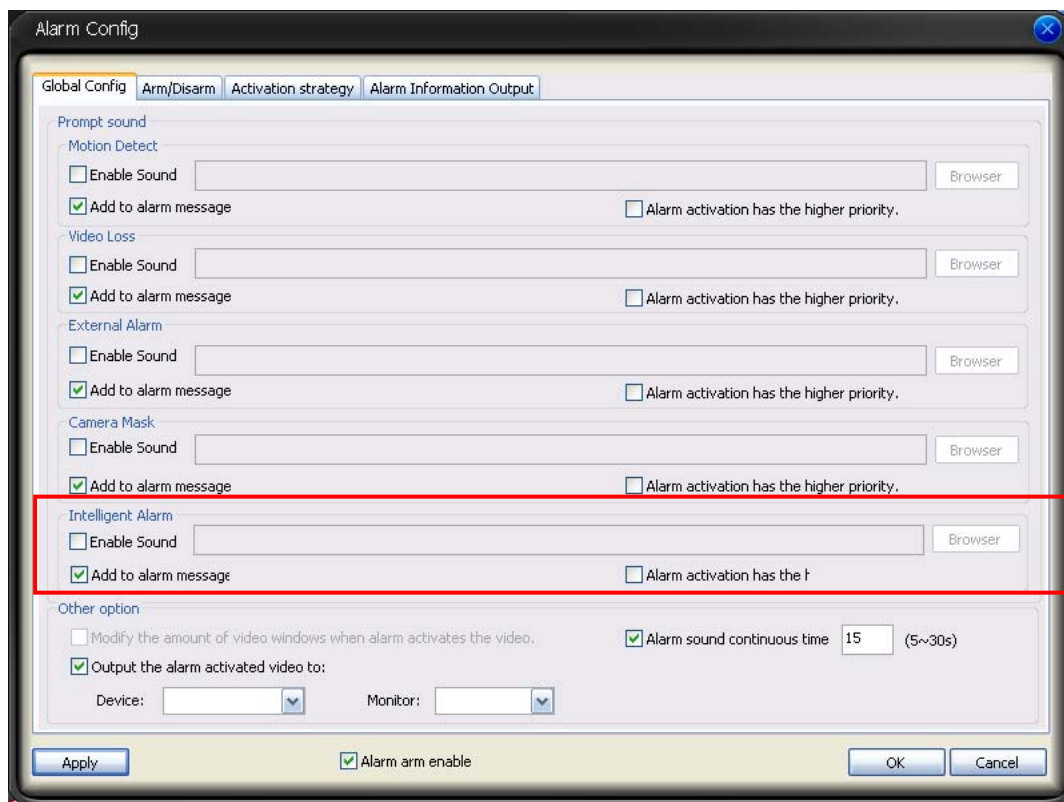 Alarm Config
Global Config Arm/Disarm Activation strategy Alarm Information Output
Prompt sound
Motion Detect
Enable Sound Browser
Add to alarm message Alarm activation has the higher priority.
Video Loss
Enable Sound Browser
Add to alarm message Alarm activation has the higher priority.
External Alarm
Enable Sound Browser
Add to alarm message Alarm activation has the higher priority.
Camera Mask
Enable Sound Browser
Add to alarm message Alarm activation has the higher priority.
Intelligent Alarm
Enable Sound Browser
Add to alarm message Alarm activation has the
Other option
Modify the amount of video windows when alarm activates the video. Alarm sound continuous time 15 (5~30s)
Output the alarm activated video to:
Device: Monitor:
Apply Alarm arm enable OK Cancel